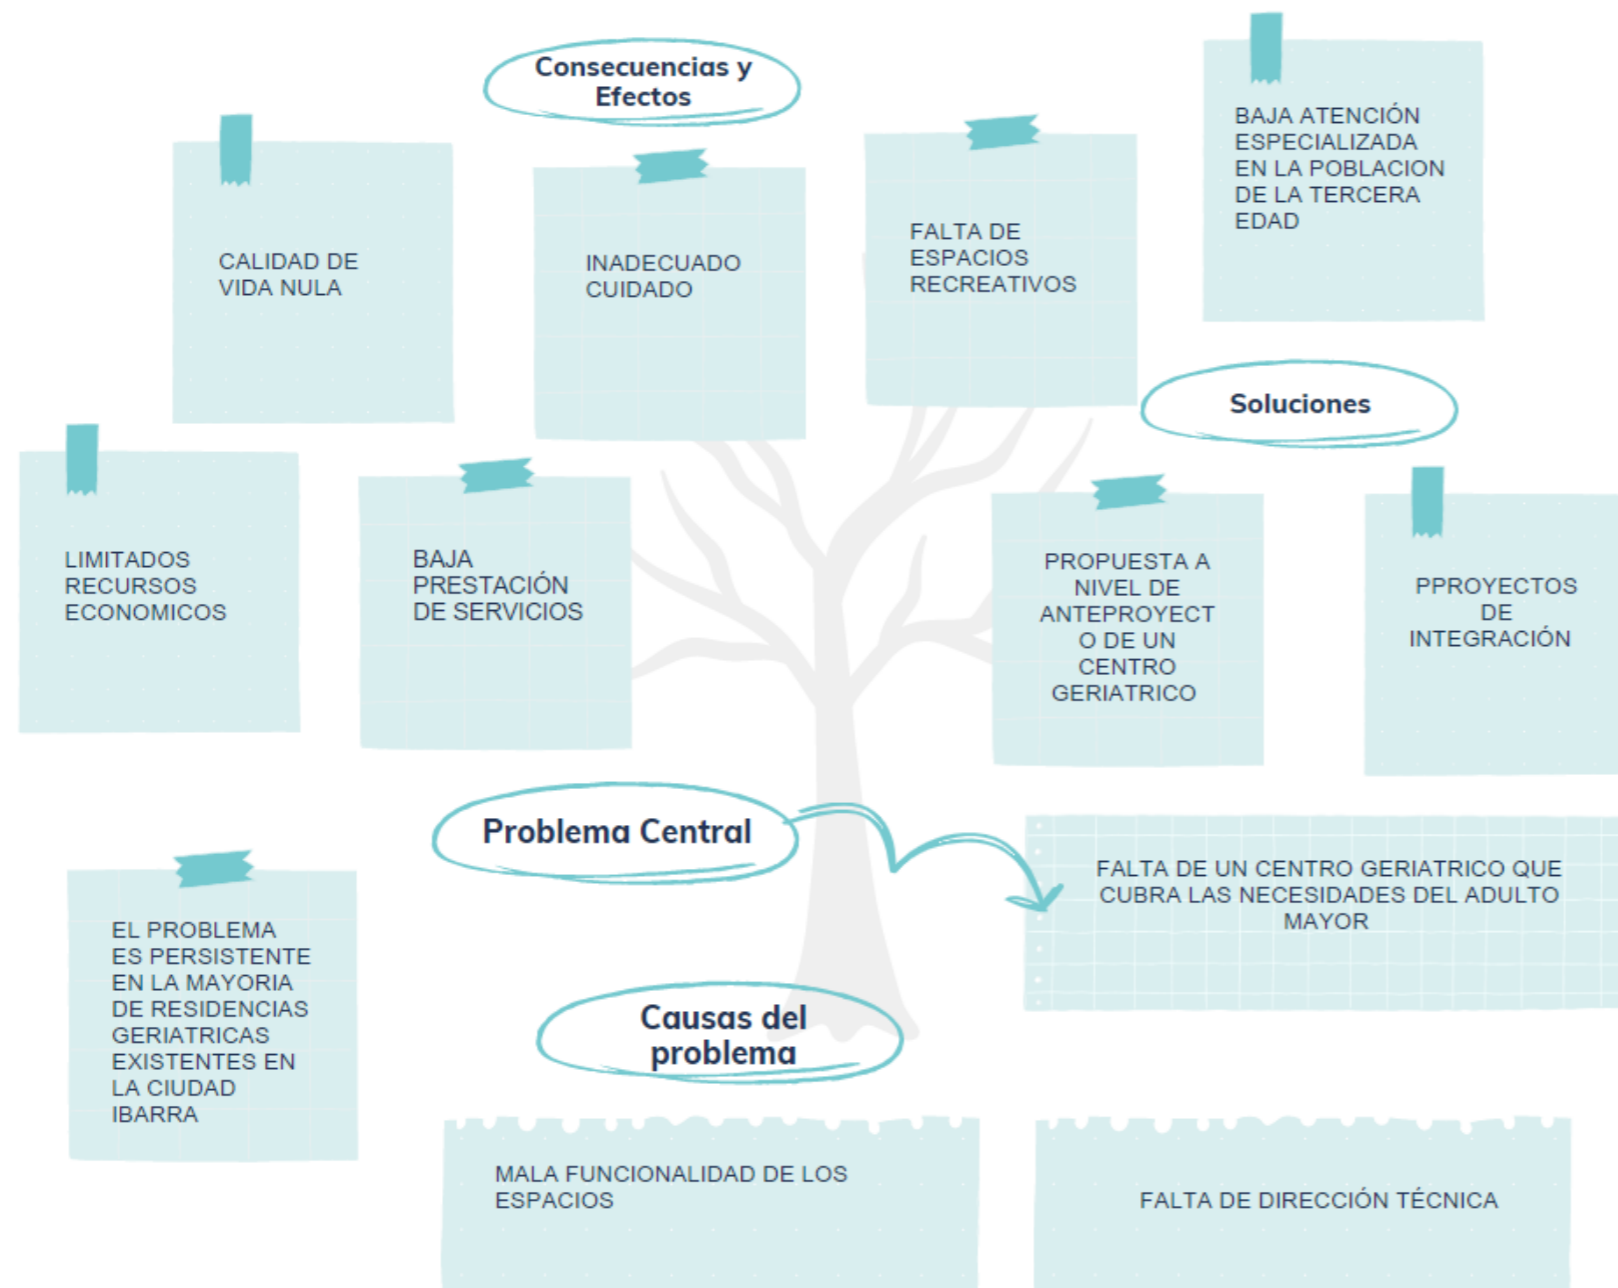 Consecuencias y
Efectos
BAJA ATENCIÓN
ESPECIALIZADA
EN LA POBLACION
DE LA TERCERA
EDAD
CALIDAD DE
VIDA NULA
INADECUADO
CUIDADO
FALTA DE
ESPACIOS
RECREATIVOS
Soluciones
LIMITADOS
RECURSOS
ECONOMICOS
BAJA
PRESTACIÓN
DE SERVICIOS
PROPUESTA A
NIVEL DE
ANTEPROYECT
O DE UN
CENTRO
GERIATRICO
PPROYECTOS
DE
INTEGRACIÓN
Problema Central
FALTA DE UN CENTRO GERIATRICO QUE
CUBRA LAS NECESIDADES DEL ADULTO
MAYOR
EL PROBLEMA
ES PERSISTENTE
EN LA MAYORIA
DE RESIDENCIAS
GERIATRICAS
EXISTENTES EN
LA CIUDAD
IBARRA
Causas del
problema
MALA FUNCIONALIDAD DE LOS
ESPACIOS
FALTA DE DIRECCIÓN TÉCNICA